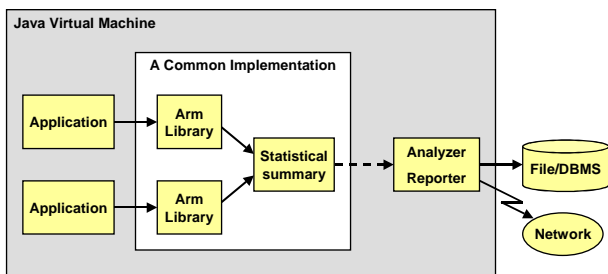 Java Virtual Machine
A Common Implementation
Application
Arm
Library
Statistical
summary
Analyzer
Reporter
File/DBMS
Application
Arm
Library
Network